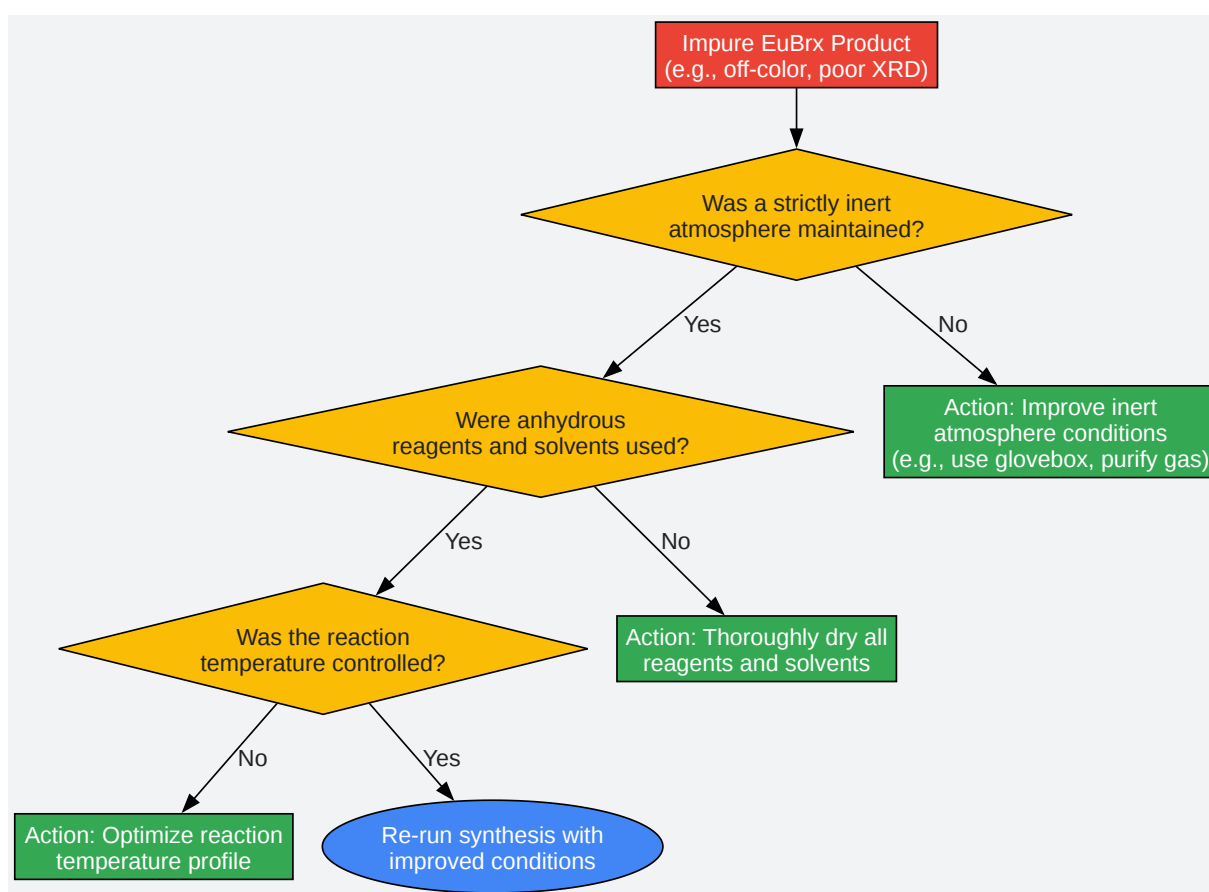 Impure EuBrx Product
(e.g., off-color, poor XRD)
Was a strictly inert
atmosphere maintained?
Yes
No
Were anhydrous
reagents and solvents used?
Action: Improve inert
atmosphere conditions
(e.g., use glovebox, purify gas)
Yes
No
Was the reaction
temperature controlled?
Action: Thoroughly dry all
reagents and solvents
No
Yes
Action: Optimize reaction
temperature profile
Re-run synthesis with
improved conditions